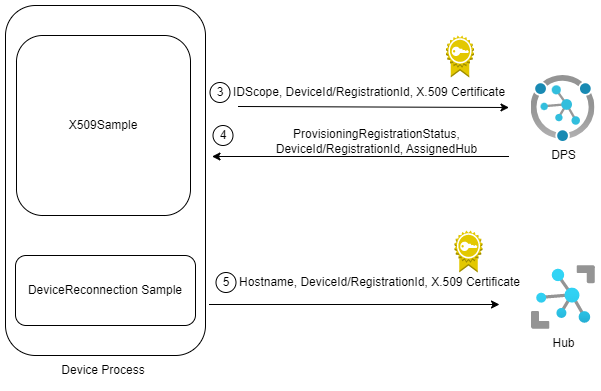 X509Sample
3 IDScope, DeviceId/RegistrationId, X.509 Certificate
4 ProvisioningRegistrationStatus,
DeviceId/RegistrationId, AssignedHub
DPS
DeviceReconnection Sample
5 Hostname, DeviceId/RegistrationId, X.509 Certificate
Hub
Device Process